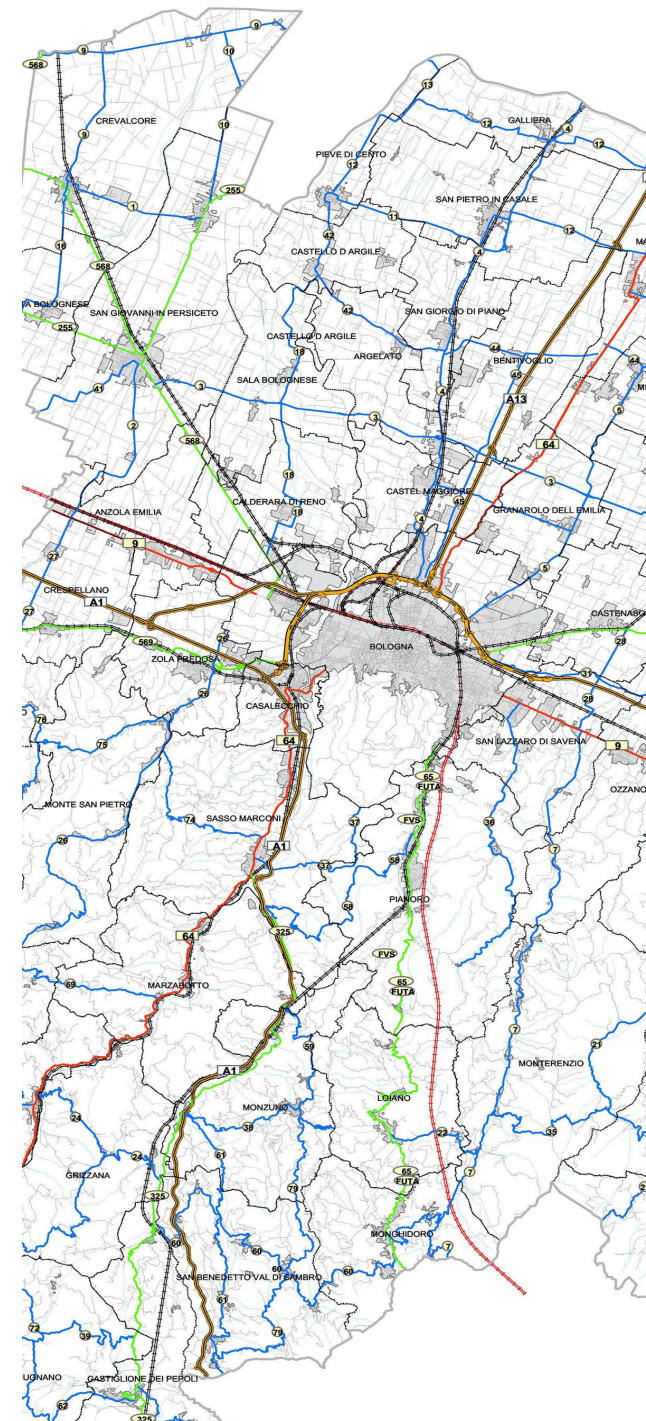 9
568
9
10
13
CREVALCORE
9
10
12
GALLIERA
4
12
PIEVE DI CENTO
12
255
1
11
SAN PIETRO IN CASALE
12
16
42
4
568
CASTELLO D ARGILE
TA BOLOGNESE
SAN GIOVANNI IN PERSICETO
42
SAN GIORGIO DI PIANO
255
CASTELLO D ARGILE
18
ARGELATO
44
BENTIVOGLIO
44
45
SALA BOLOGNESE
41
3
4
A13
5
2
3
568
64
18
3
CASTEL MAGGIORE
45
ANZOLA EMILIA
CALDERARA DI RENO
18
4
GRANAROLO DELL EMILIA
9
27
5
CRESPELLANO
A1
27
CASTENASO
569
26
28
ZOLA PREDOSA
BOLOGNA
31
26
28
CASALECCHIO
76
75
64
SAN LAZZARO DI SAVENA
9
65
FUTA
OZZANO
MONTE SAN PIETRO
74
SASSO MARCONI
37
FVS
36
26
A1
37
58
7
PIANORO
58
325
64
FVS
69
65
FUTA
MARZABOTTO
7
59
21
A1
MONTERENZIO
LOIANO
24
MONZUNO
38
22
35
24
61
7
GRIZZANA
79
65
FUTA
325
MONGHIDORO
60
60
7
60
60
SAN BENEDETTO VAL DI SAMBRO
61
72
39
79
UGNANO
CASTIGLIONE DEI PEPOLI
62
325